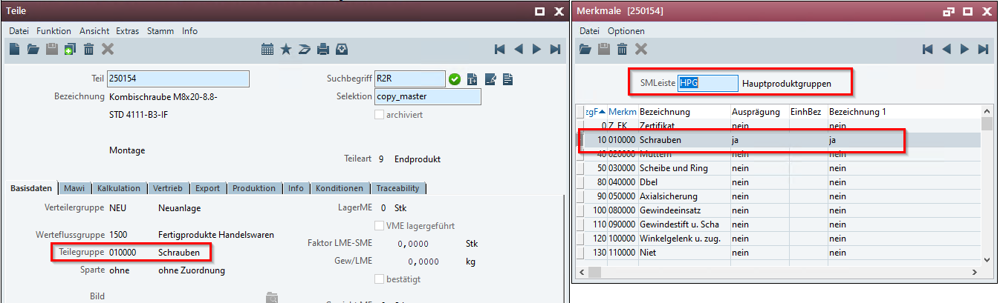 Teile
Datei Funktion Ansicht Extras Stamm Info
Teil 250154 Suchbegriff R2R
Bezeichnung Kombischraube M8x20-8.8- Selektion copy_master
STD 4111-B3-IF archiviert
Montage
Teileart 9 Endprodukt
Basisdaten Mawi Kalkulation Vertrieb Export Produktion Info Konditionen Traceability
Verteilergruppe NEU Neuanlage LagerME 0 Stk
VME lagergeführt
Werteflussgruppe 1500 Fertigprodukte Handelswaren
Faktor LME-SME 0,0000 Stk
Teilegruppe 010000 Schrauben
Gew/LME 0,0000 kg
Sparte ohne ohne Zuordnung
bestätigt
Bild
Merkmale [250154]
Datei Optionen
SMLeiste HPG Hauptproduktgruppen
zgF Merkm Bezeichnung Ausprägung EinhBez Bezeichnung 1
0 Z_EK Zertifikat nein nein
10 010000 Schrauben ja ja
40 020000 Muttern nein nein
50 030000 Scheibe und Ring nein nein
80 040000 Dbel nein nein
90 050000 Axialsicherung nein nein
100 080000 Gewindeeinsatz nein nein
110 090000 Gewindestift u. Scha nein nein
120 100000 Winkelgelenk u. zug. nein nein
130 110000 Niet nein nein